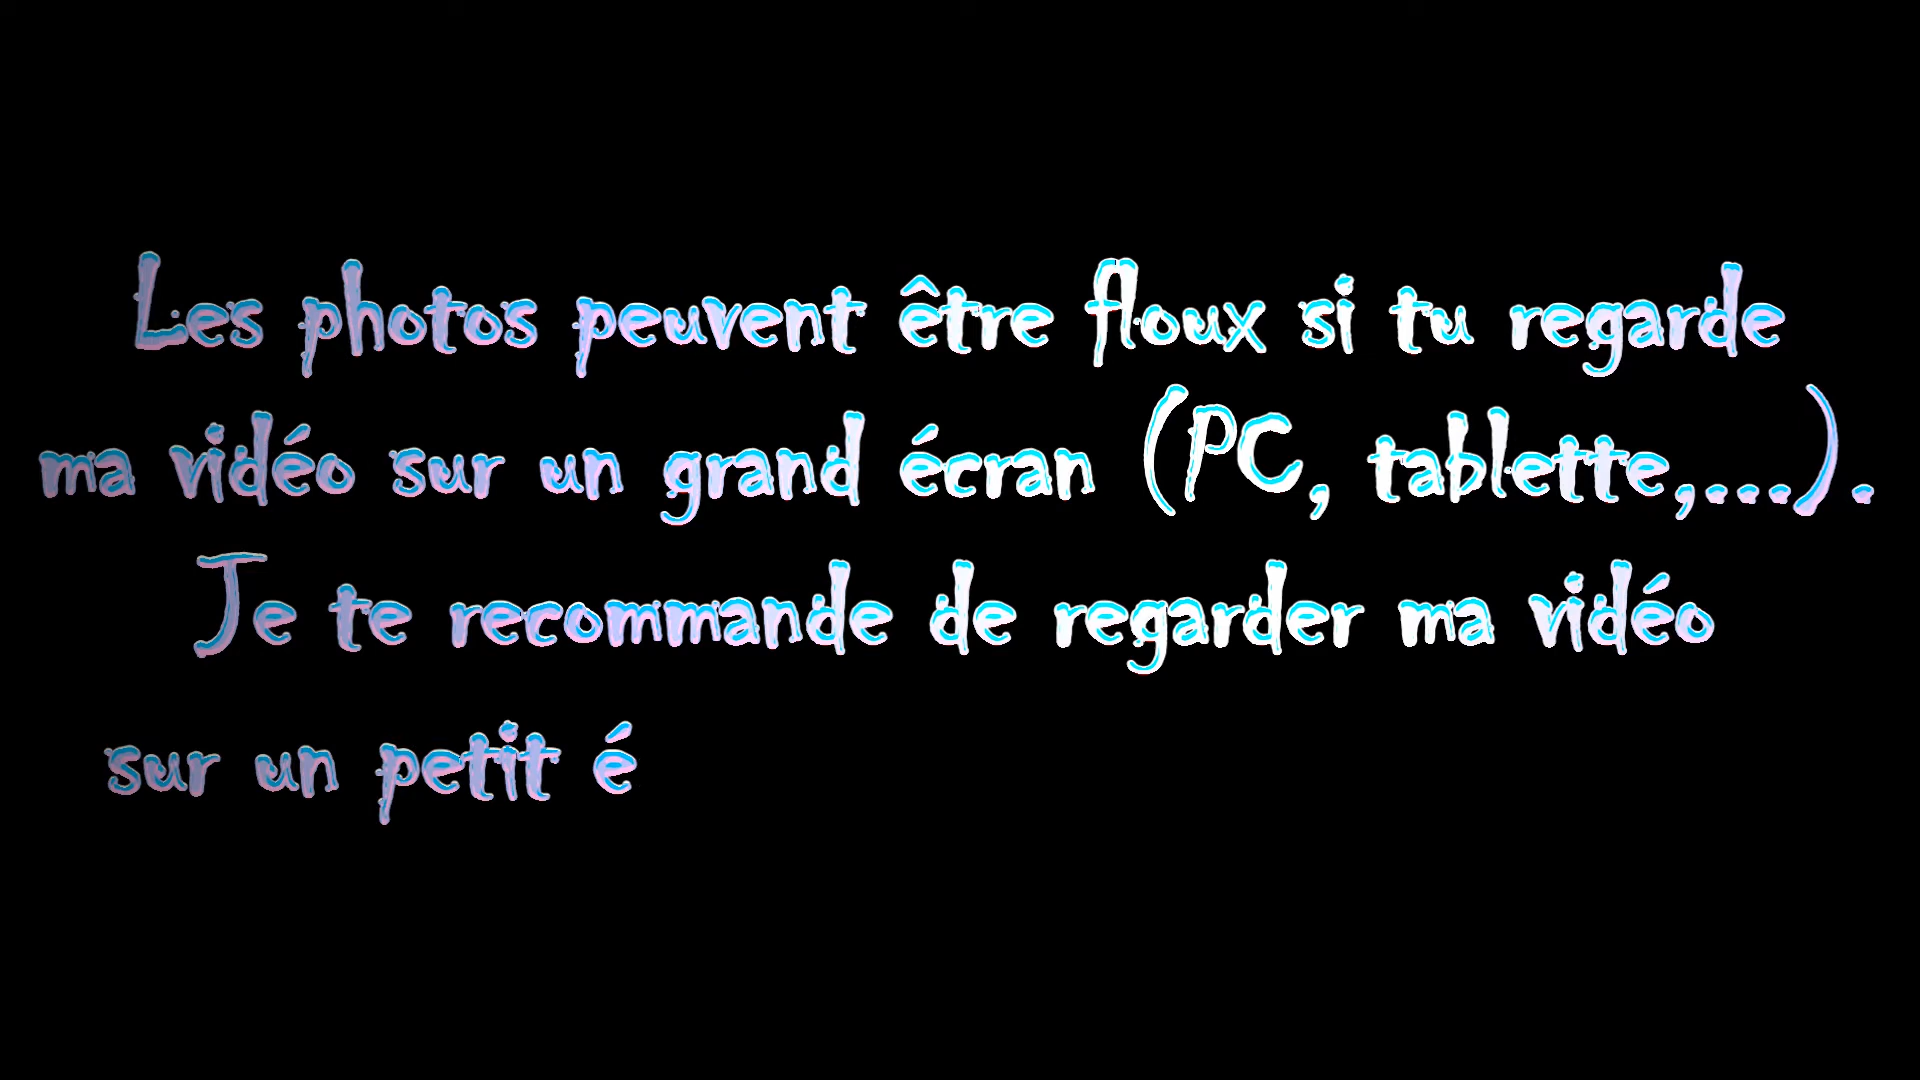 Les photos peuvent être floux si tu regarde
ma vidéo sur un grand écran (PC, tablette,...).
Je te recommande de regarder ma vidéo
sur un petit é